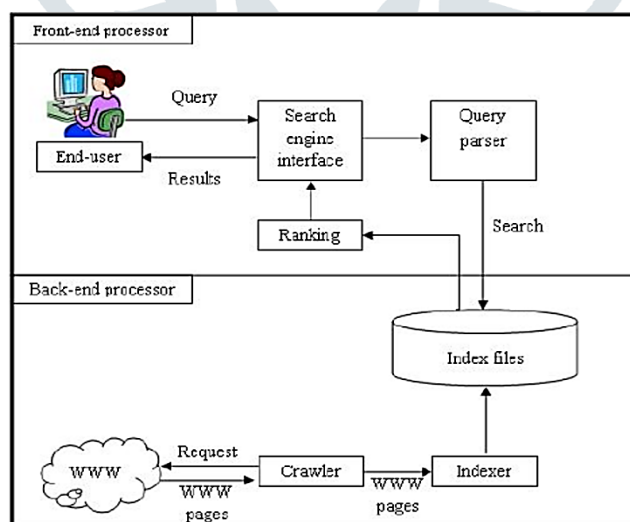 Front-end processor
Query
Search
engine
interface
Query
parser
End-user
Results
Ranking
Search
Back-end processor
Index files
Request
WWW
Crawler
WWW
pages
Indexer
WWW
pages